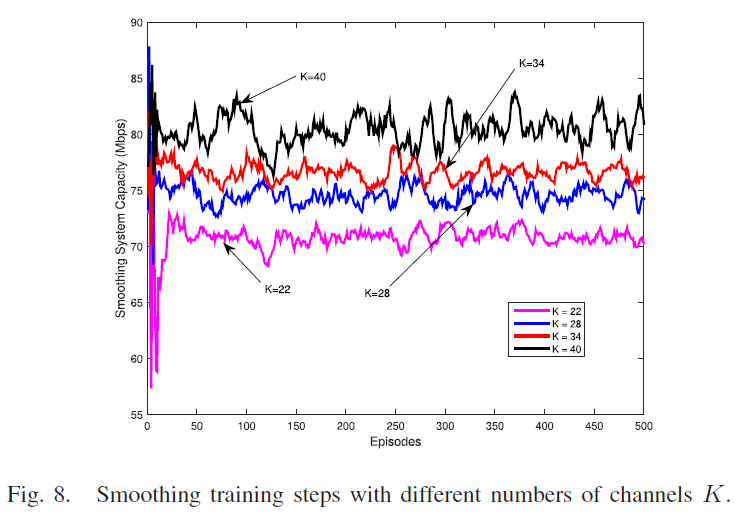 90
85
80
75
70
65
60
55
Smoothing System Capacity (Mbps)
K=40
K=34
K=22
K=28
K = 22
K = 28
K = 34
K = 40
0 50 100 150 200 250 300 350 400 450 500
Episodes
Fig. 8. Smoothing training steps with different numbers of channels K.